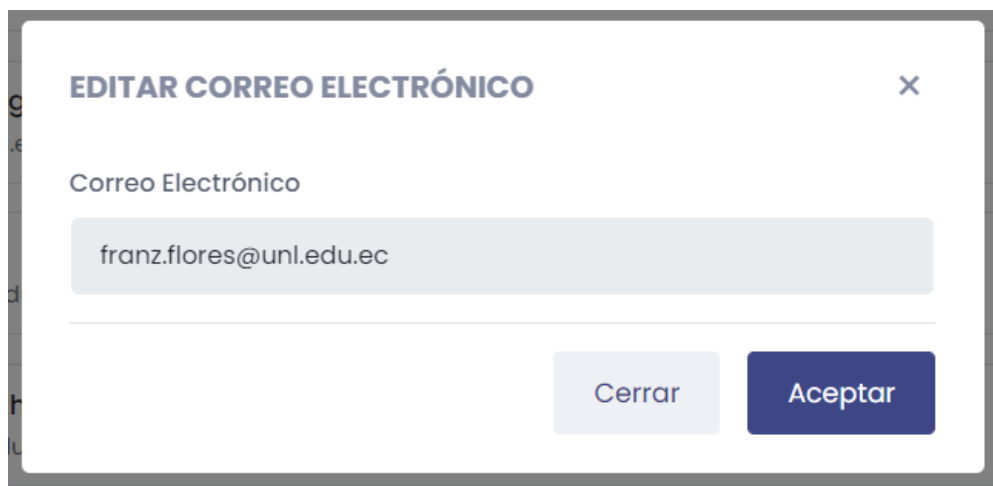 EDITAR CORREO ELECTRÓNICO
Correo Electrónico
franz.flores@unl.edu.ec
Cerrar
Aceptar